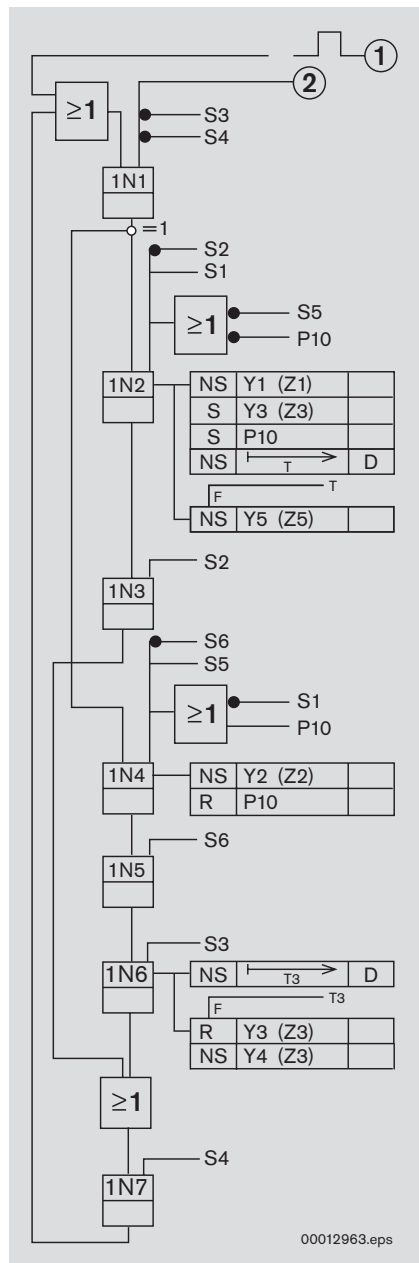 1
2
≥1
S3
S4
1N1
=1
S2
S1
≥1
S5
P10
1N2
NS Y1 (Z1)
S Y3 (Z3)
S P10
NS T D
F T
NS Y5 (Z5)
S2
1N3
S6
S5
≥1
S1
P10
1N4
NS Y2 (Z2)
R P10
S6
1N5
S3
1N6
NS T3 D
F T3
R Y3 (Z3)
NS Y4 (Z3)
≥1
S4
1N7
00012963.eps